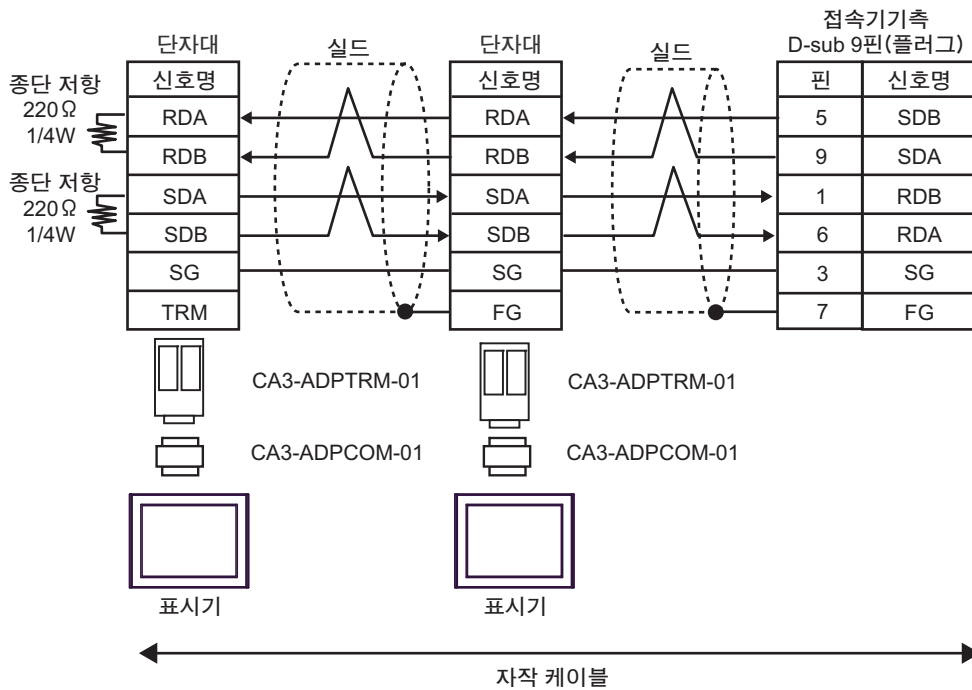 접속기기측
D-sub 9핀(플러그)
단자대
실드
단자대
실드
종단 저항
220Ω
1/4W
종단 저항
220Ω
1/4W
신호명
RDA
RDB
SDA
SDB
SG
TRM
신호명
RDA
RDB
SDA
SDB
SG
FG
핀 신호명
5 SDB
9 SDA
1 RDB
6 RDA
3 SG
7 FG
CA3-ADPTRM-01
CA3-ADPTRM-01
CA3-ADPCOM-01
CA3-ADPCOM-01
표시기
표시기
자작 케이블